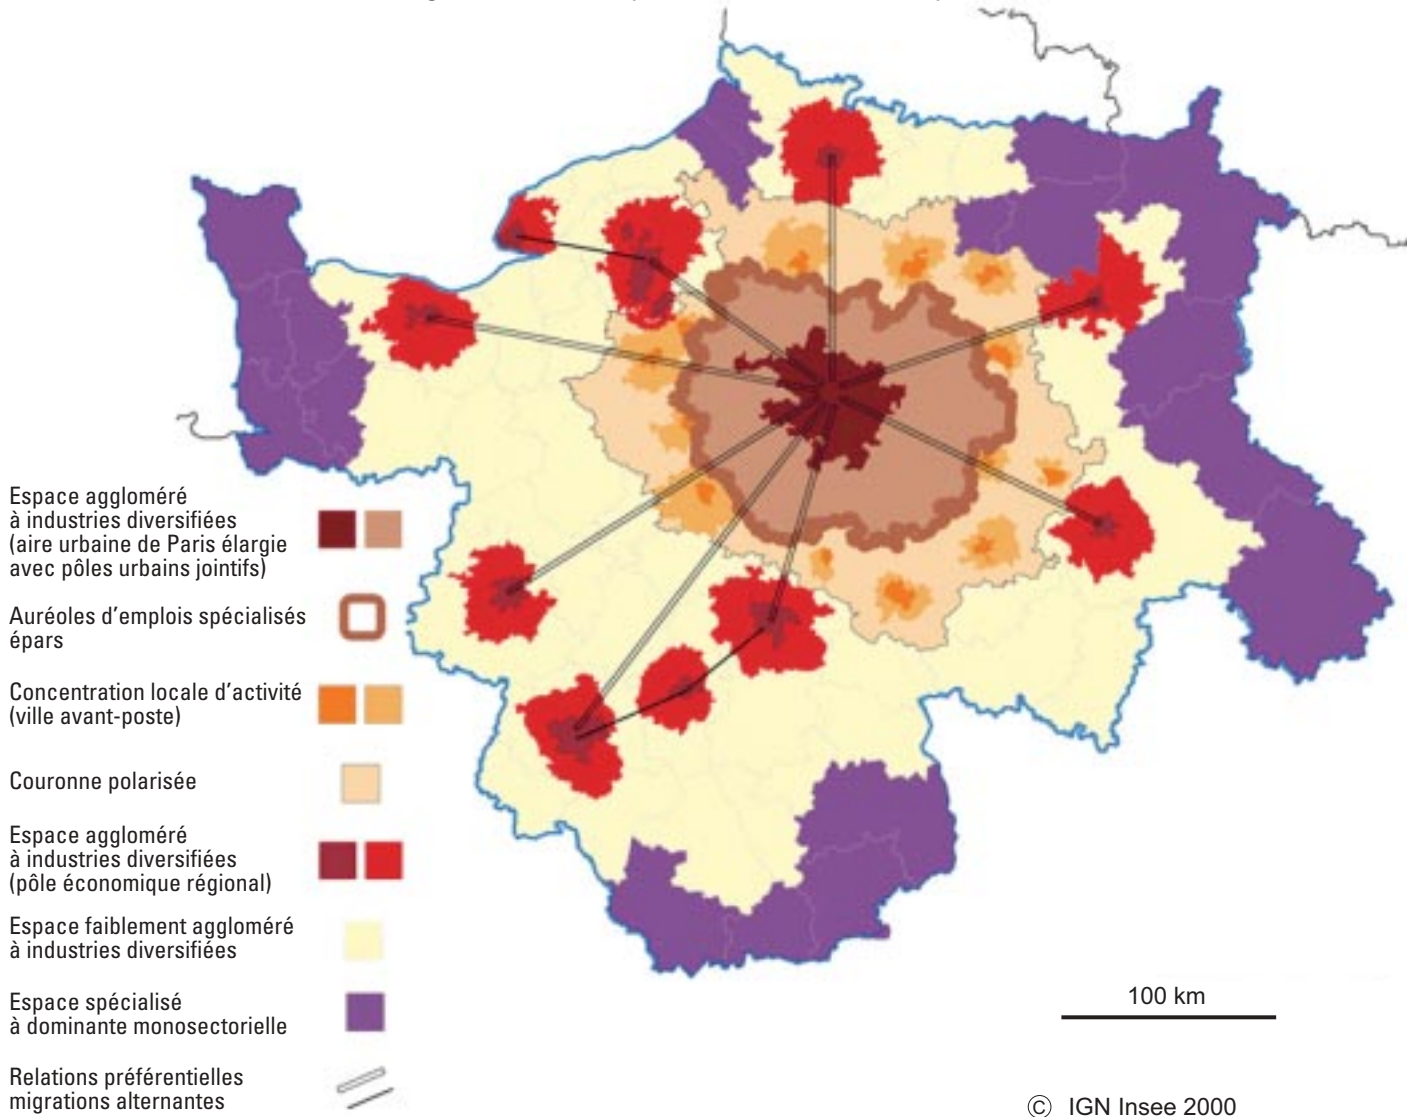 Espace aggloméré
à industries diversifiées
(aire urbaine de Paris élargie
avec pôles urbains jointifs)
Auréoles d'emplois spécialisés
épars
Concentration locale d'activité
(ville avant-poste)
Couronne polarisée
Espace aggloméré
à industries diversifiées
(pôle économique régional)
Espace faiblement aggloméré
à industries diversifiées
Espace spécialisé
à dominante monosectorielle
Relations préférentielles
migrations alternantes
100 km
© IGN Insee 2000